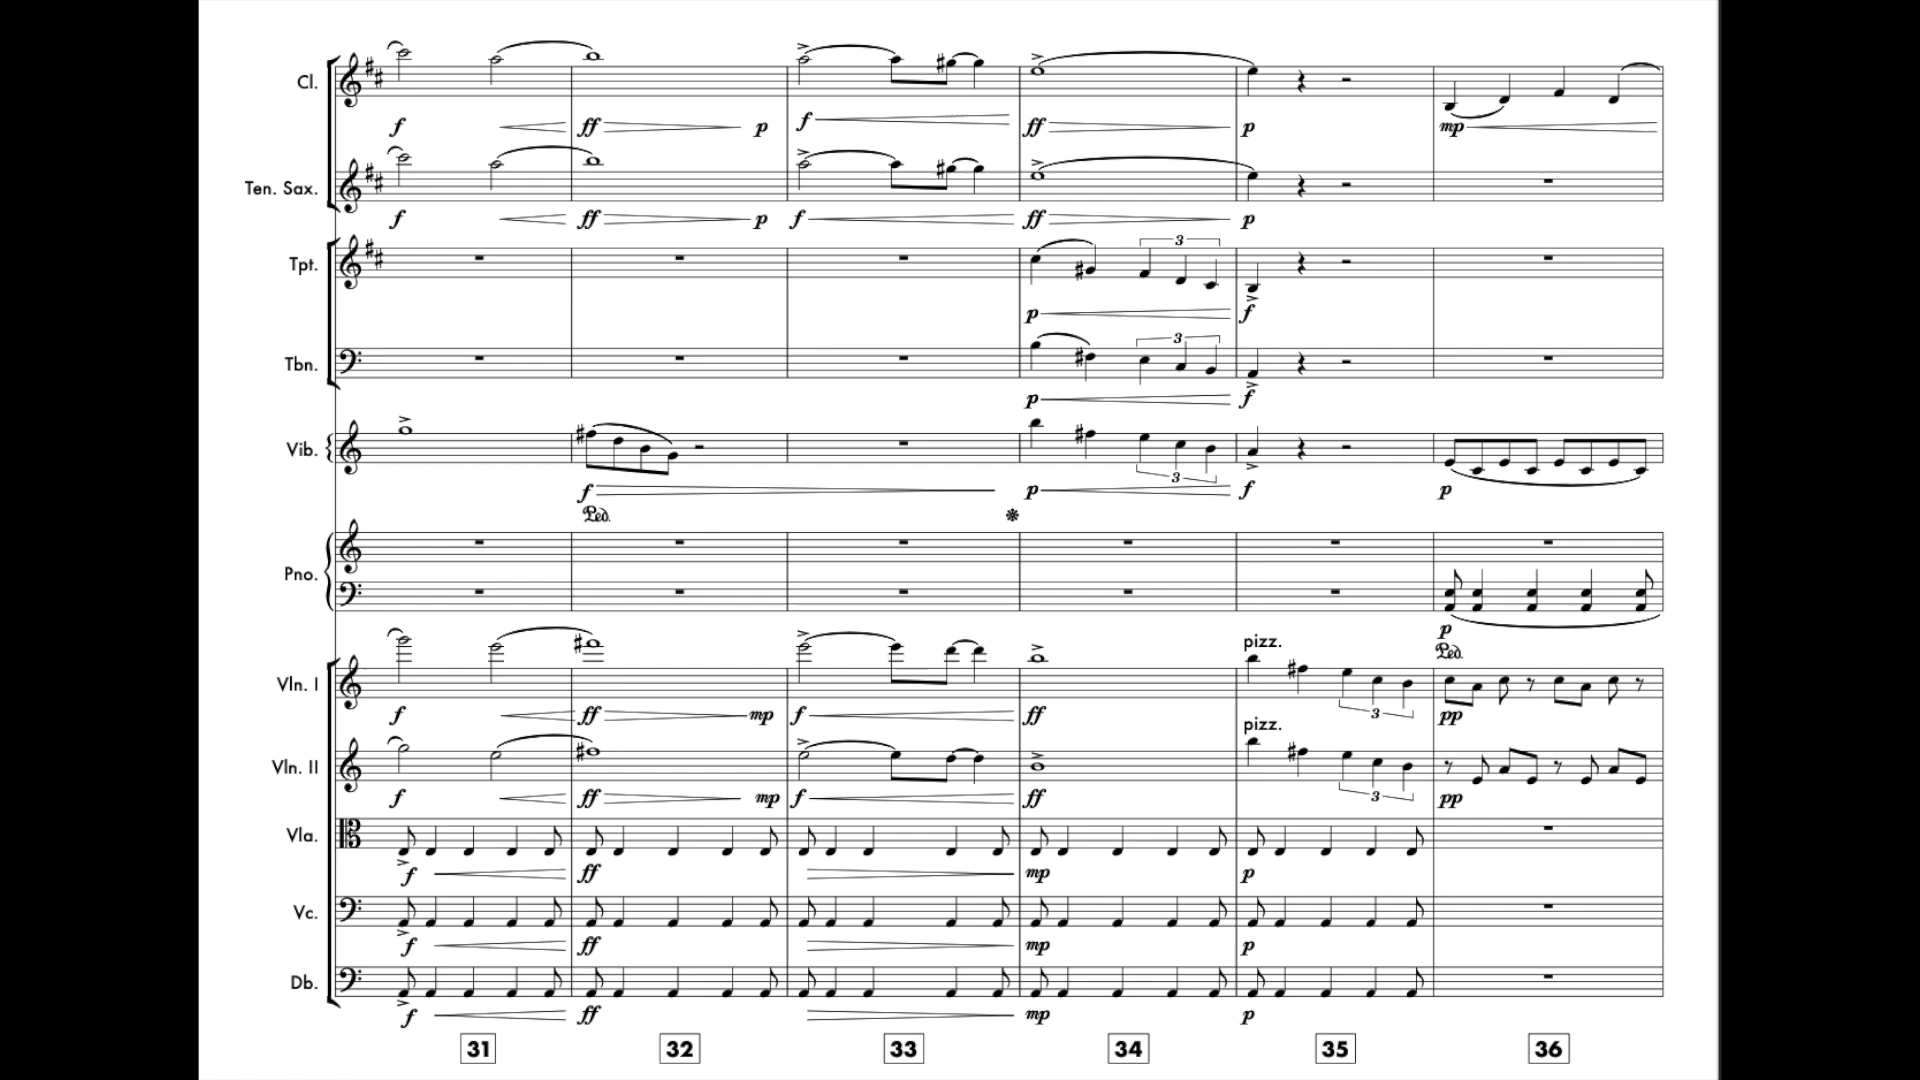 Cl.
f ff p f ff p mp
Ten. Sax.
f ff p f ff p
3
Tpt.
p f
3
Tbn.
p f
Vib.
3
f p f p
Ped.
Pno.
p
pizz. Ped.
Vln. I
3
f ff mp f ff pp
pizz.
Vln. II
3
f ff mp f ff pp
Vla.
f ff mp p
Vc.
f ff mp p
Db.
f ff mp p
31 32 33 34 35 36